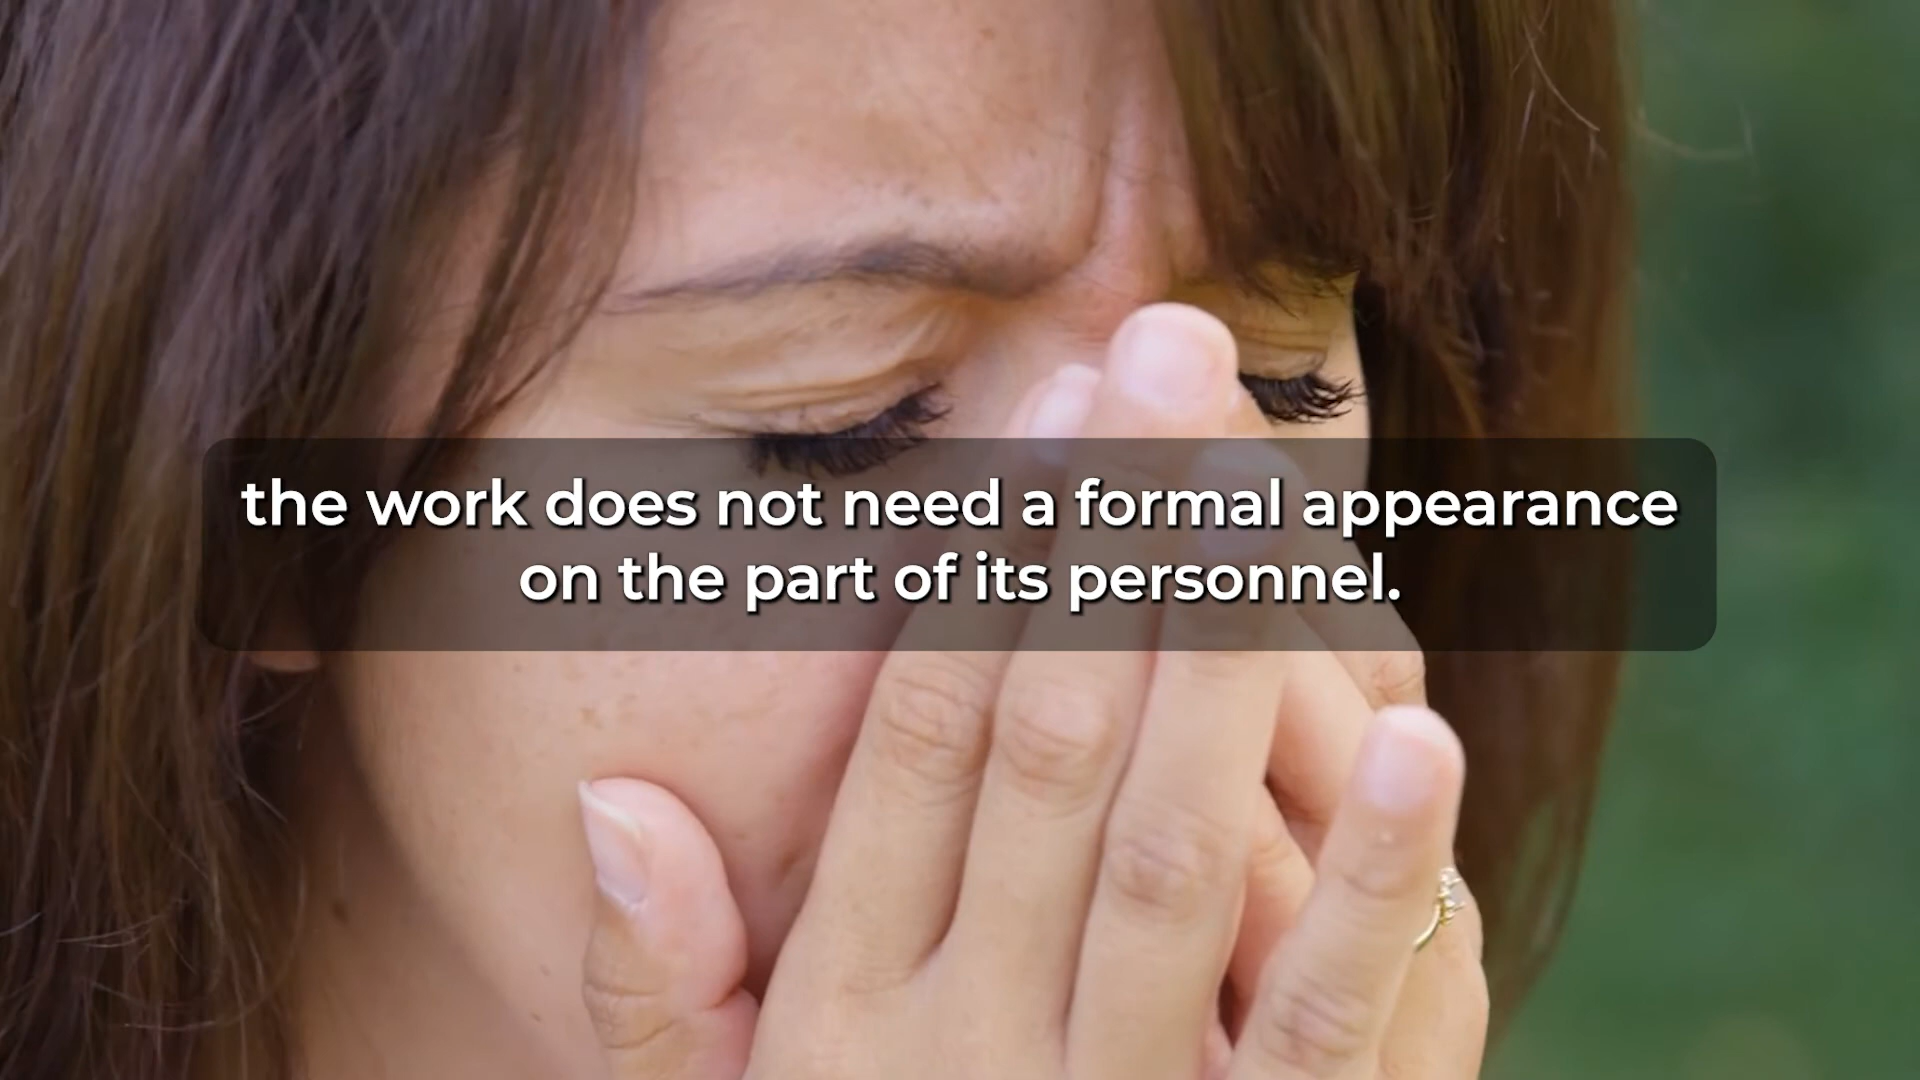 the work does not need a formal appearance
on the part of its personnel.